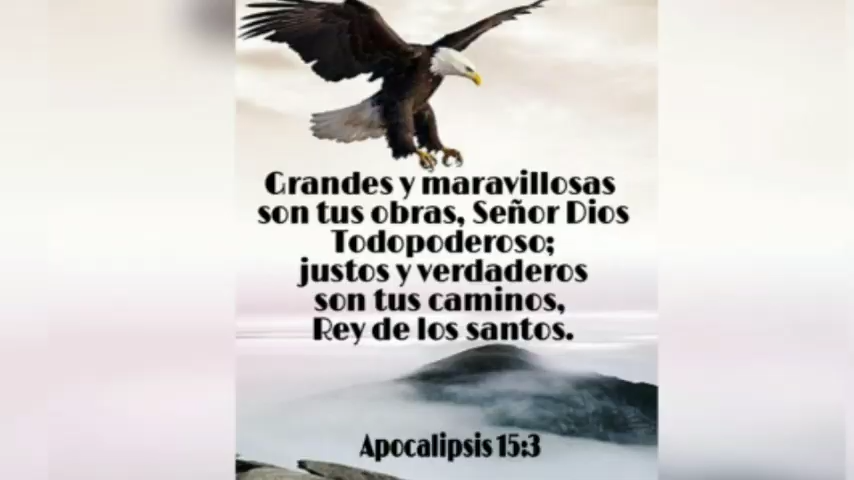 Grandes y maravillosas
son tus obras, Señor Dios
Todopoderoso;
justos y verdaderos
son tus caminos,
Rey de los santos.
Apocalipsis 15:3